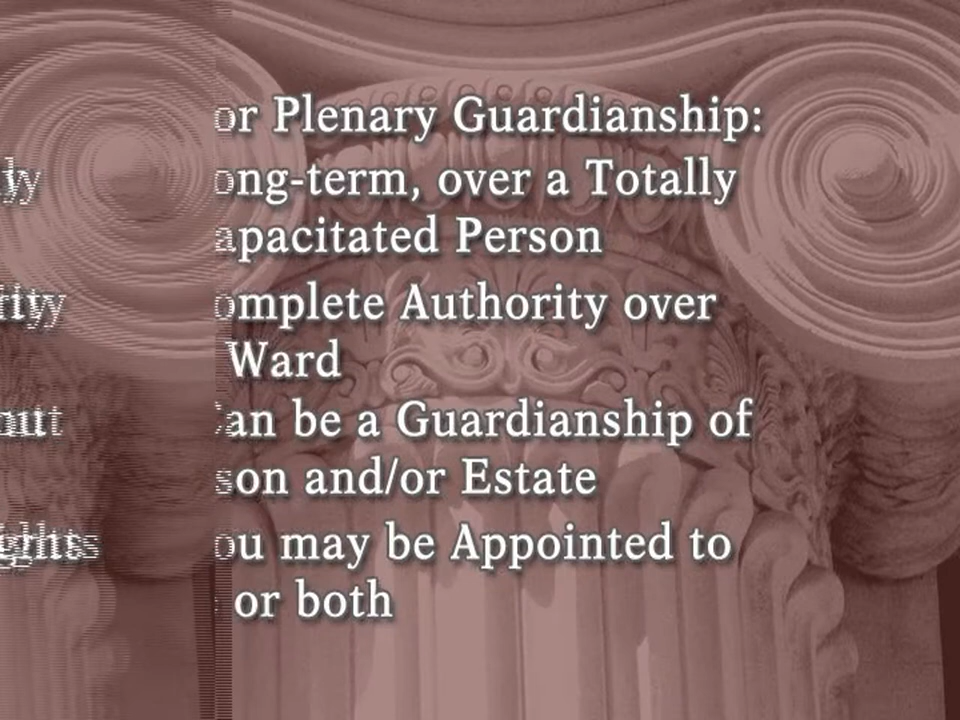 or Plenary Guardianship:
ong-term, over a Totally
apacitated Person
omplete Authority over
Ward
an be a Guardianship of
son and/or Estate
ou may be Appointed to
or both